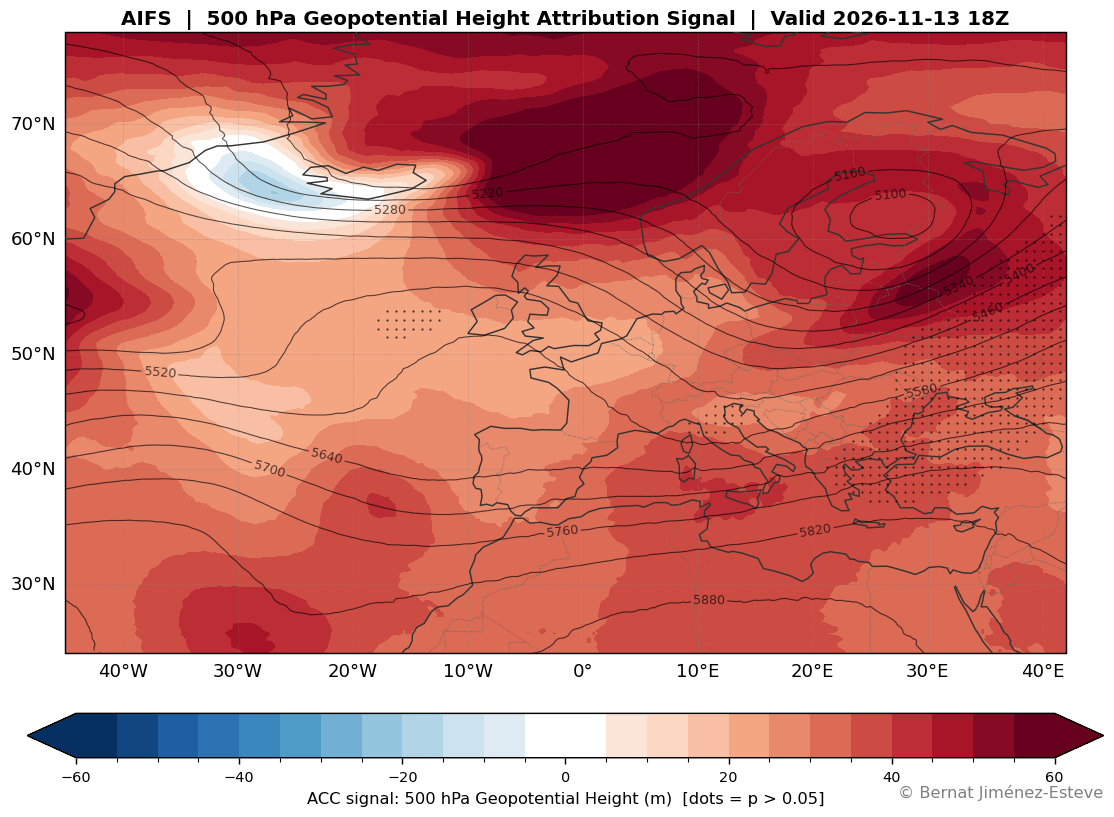 AIFS | 500 hPa Geopotential Height Attribution Signal | Valid 2026-11-13 18Z
70°N
60°N
50°N
40°N
30°N
5160
5100
5220
5280
5400
5340
5460
5520
5580
5640
5700
5760
5820
5880
40°W
30°W
20°W
10°W
0°
10°E
20°E
30°E
40°E
−60
−40
−20
0
20
40
60
ACC signal: 500 hPa Geopotential Height (m) [dots = p > 0.05]
© Bernat Jiménez-Esteve